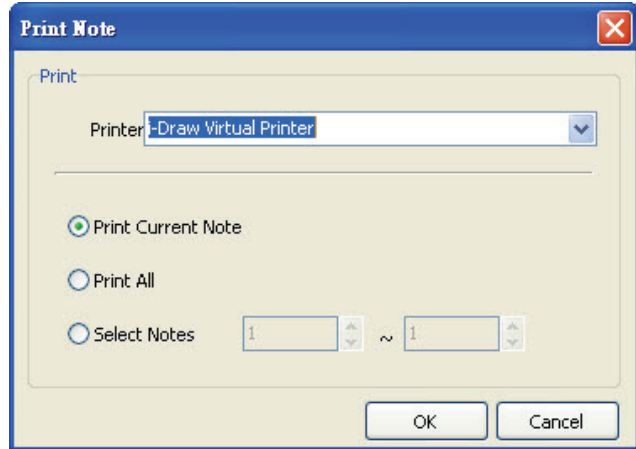 Print Note
Print
Printer i-Draw Virtual Printer
Print Current Note
Print All
Select Notes 1 ~ 1
OK Cancel